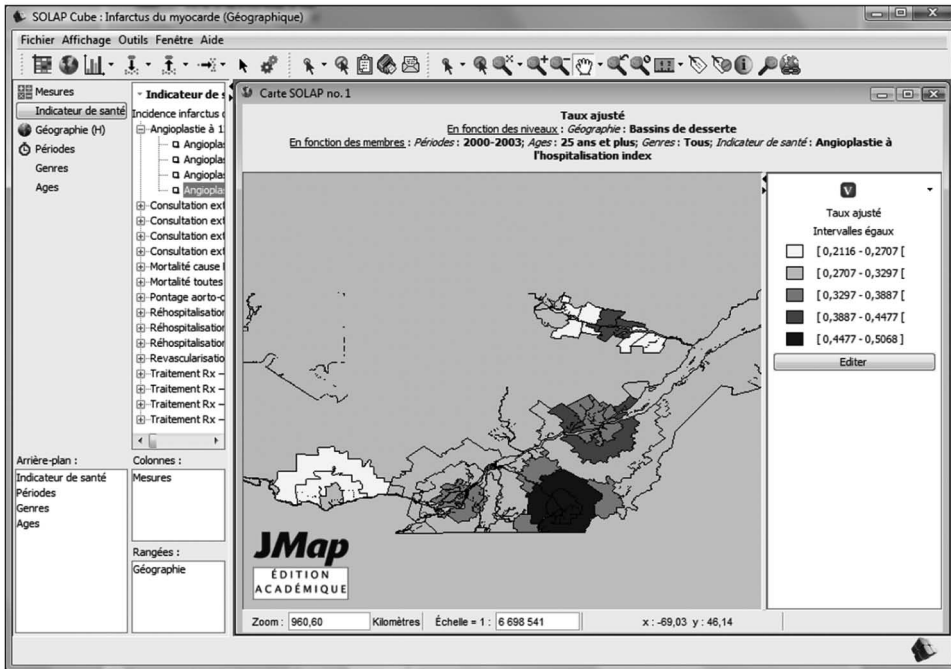 SOLAP Cube : Infarctus du myocarde (Géographique)
Fichier Affichage Outils Fenêtre Aide
Mesures
Indicateur de santé
Géographie (H)
Périodes
Genres
Ages
Indicateur de s
Incidence infarctus
Angioplastie à 1
Angioplas
Angioplas
Angioplas
Angioplas
Consultation ext
Consultation ext
Consultation ext
Consultation ext
Mortalité cause
Mortalité toutes
Pontage aorto-c
Réhospitalisation
Réhospitalisation
Réhospitalisation
Revascularisatio
Traitement Rx –
Traitement Rx –
Traitement Rx –
Traitement Rx –
Arrière-plan :
Indicateur de santé
Périodes
Genres
Ages
Colonnes :
Mesures
Rangées :
Géographie
Carte SOLAP no. 1
Taux ajusté
En fonction des niveaux : Géographie : Bassins de desserte
En fonction des membres : Périodes : 2000-2003; Ages : 25 ans et plus; Genres : Tous; Indicateur de santé : Angioplastie à
l'hospitalisation index
JMap
ÉDITION
ACADÉMIQUE
V
Taux ajusté
Intervalles égaux
[ 0,2116 - 0,2707 [
[ 0,2707 - 0,3297 [
[ 0,3297 - 0,3887 [
[ 0,3887 - 0,4477 [
[ 0,4477 - 0,5068 ]
Editer
Zoom : 960,60 Kilomètres Échelle = 1 : 6 698 541 x : -69,03 y : 46,14